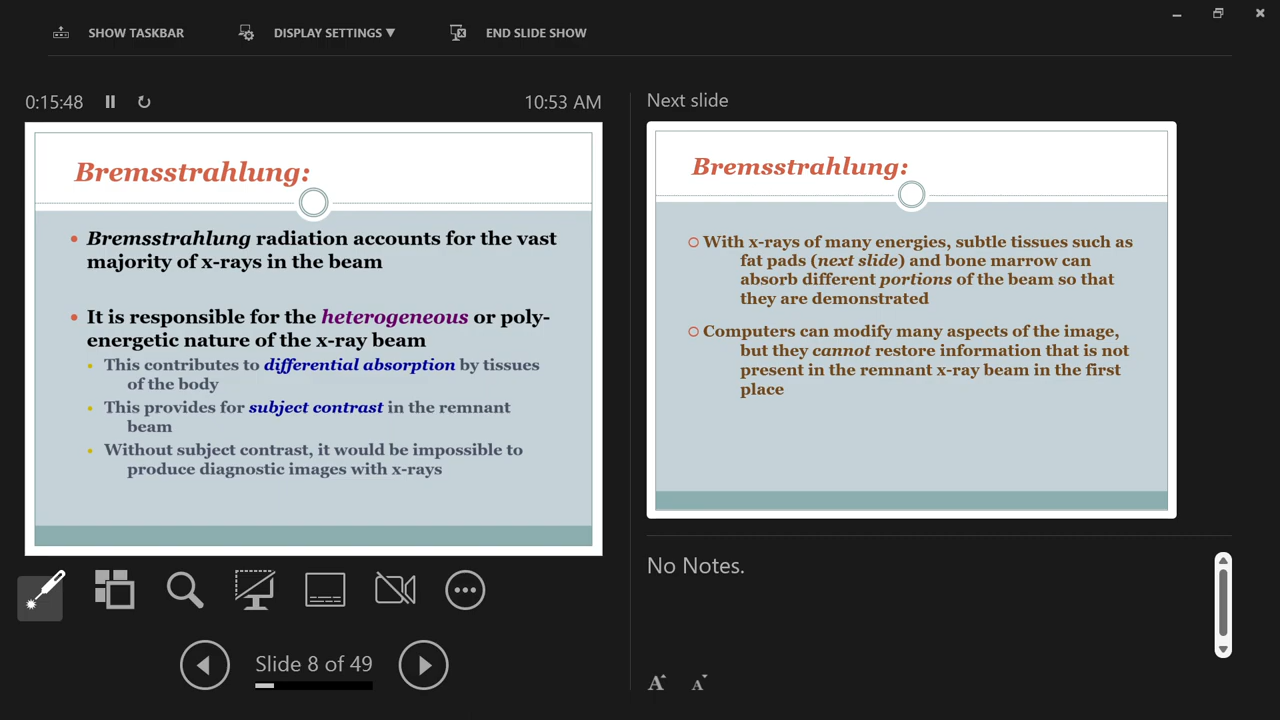 SHOW TASKBAR
DISPLAY SETTINGS ▼
END SLIDE SHOW
0:15:48
10:53 AM
Bremsstrahlung:
• Bremsstrahlung radiation accounts for the vast
majority of x-rays in the beam
• It is responsible for the heterogeneous or poly-
energetic nature of the x-ray beam
• This contributes to differential absorption by tissues
of the body
• This provides for subject contrast in the remnant
beam
• Without subject contrast, it would be impossible to
produce diagnostic images with x-rays
Slide 8 of 49
Next slide
Bremsstrahlung:
With x-rays of many energies, subtle tissues such as
fat pads (next slide) and bone marrow can
absorb different portions of the beam so that
they are demonstrated
Computers can modify many aspects of the image,
but they cannot restore information that is not
present in the remnant x-ray beam in the first
place
No Notes.
A A